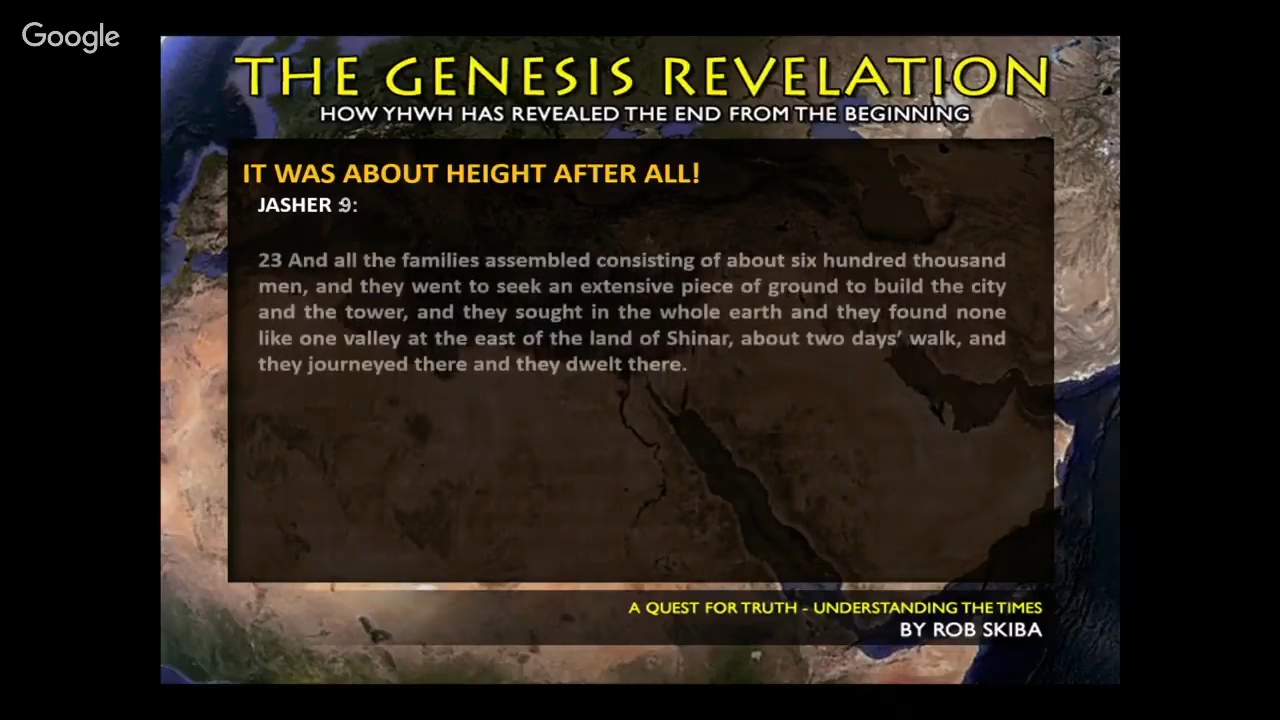 Google
THE GENESIS REVELATION
HOW YHWH HAS REVEALED THE END FROM THE BEGINNING
IT WAS ABOUT HEIGHT AFTER ALL!
JASHER 9:
23 And all the families assembled consisting of about six hundred thousand
men, and they went to seek an extensive piece of ground to build the city
and the tower, and they sought in the whole earth and they found none
like one valley at the east of the land of Shinar, about two days’ walk, and
they journeyed there and they dwelt there.
A QUEST FOR TRUTH - UNDERSTANDING THE TIMES
BY ROB SKIBA